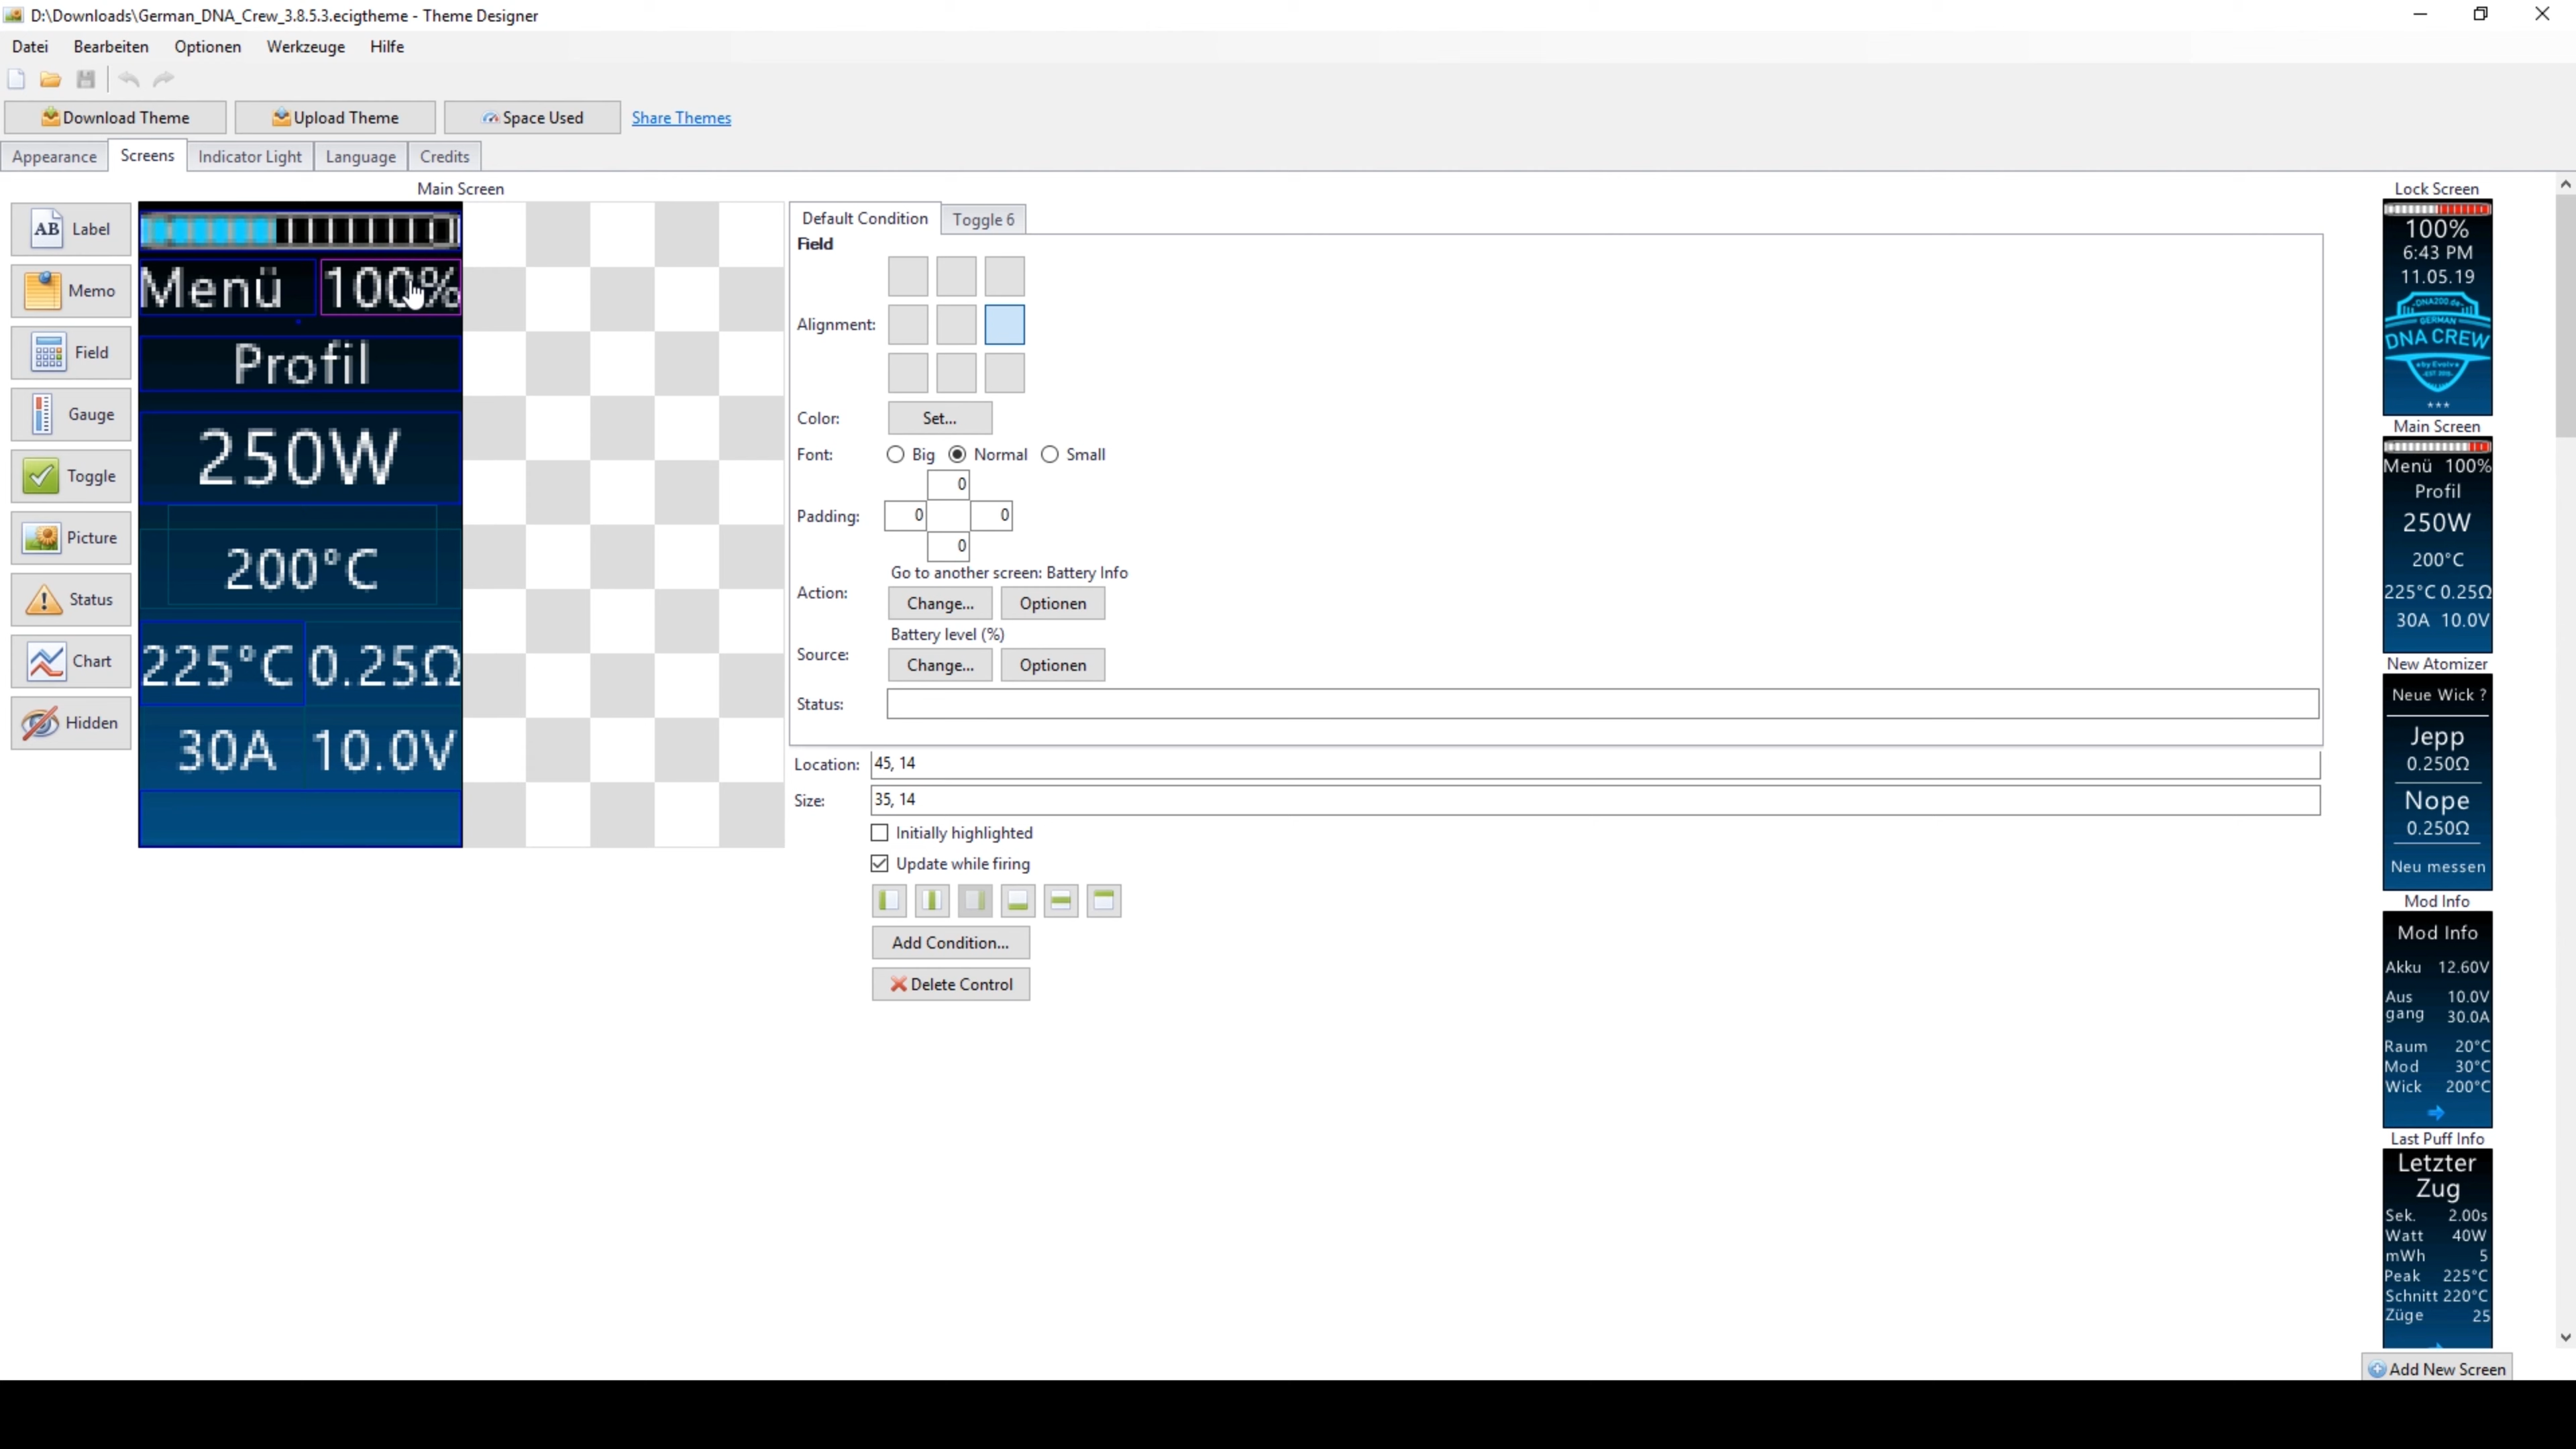 D:\Downloads\German_DNA_Crew_3.8.5.3.ecigtheme - Theme Designer
Datei Bearbeiten Optionen Werkzeuge Hilfe
Download Theme Upload Theme Space Used Share Themes
Appearance Screens Indicator Light Language Credits
Main Screen
AB Label
Memo
Field
Gauge
Toggle
Picture
Status
Chart
Hidden
Menü 100%
Profil
250W
200°C
225°C 0.25Ω
30A 10.0V
Default Condition Toggle 6
Field
Alignment:
Color: Set...
Font: Big Normal Small
0
Padding: 0 0
0
Go to another screen: Battery Info
Action: Change... Optionen
Battery level (%)
Source: Change... Optionen
Status:
Location: 45, 14
Size: 35, 14
Initially highlighted
Update while firing
Add Condition...
Delete Control
Lock Screen
100%
6:43 PM
11.05.19
DNA200.de
GERMAN
DNA CREW
by Evolve
***
Main Screen
Menü 100%
Profil
250W
200°C
225°C 0.25Ω
30A 10.0V
New Atomizer
Neue Wick ?
Jepp
0.250Ω
Nope
0.250Ω
Neu messen
Mod Info
Mod Info
Akku 12.60V
Aus 10.0V
gang 30.0A
Raum 20°C
Mod 30°C
Wick 200°C
Last Puff Info
Letzter
Zug
Sek. 2.00s
Watt 40W
mWh 5
Peak 225°C
Schnitt 220°C
Züge 25
Add New Screen